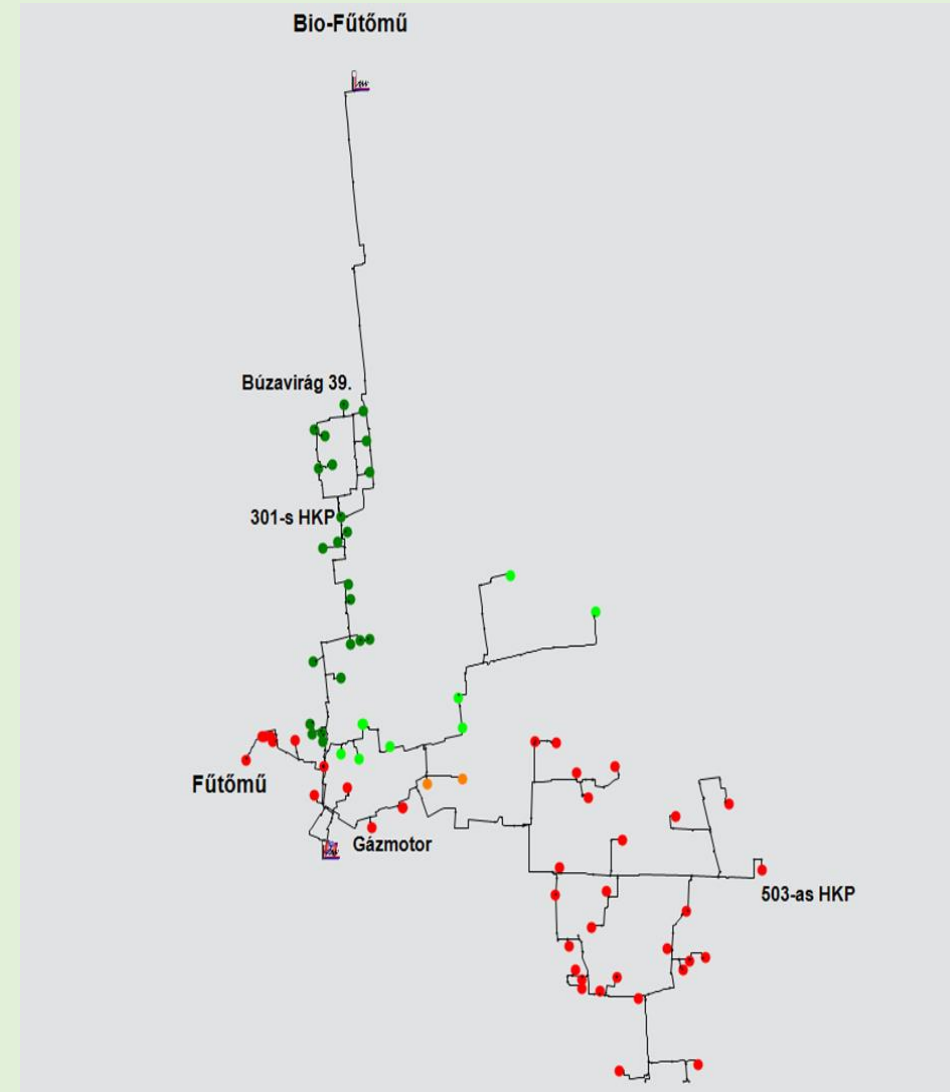 Bio-Fűtőmű
Búzavirág 39.
301-s HKP
Fűtőmű
Gázmotor
503-as HKP